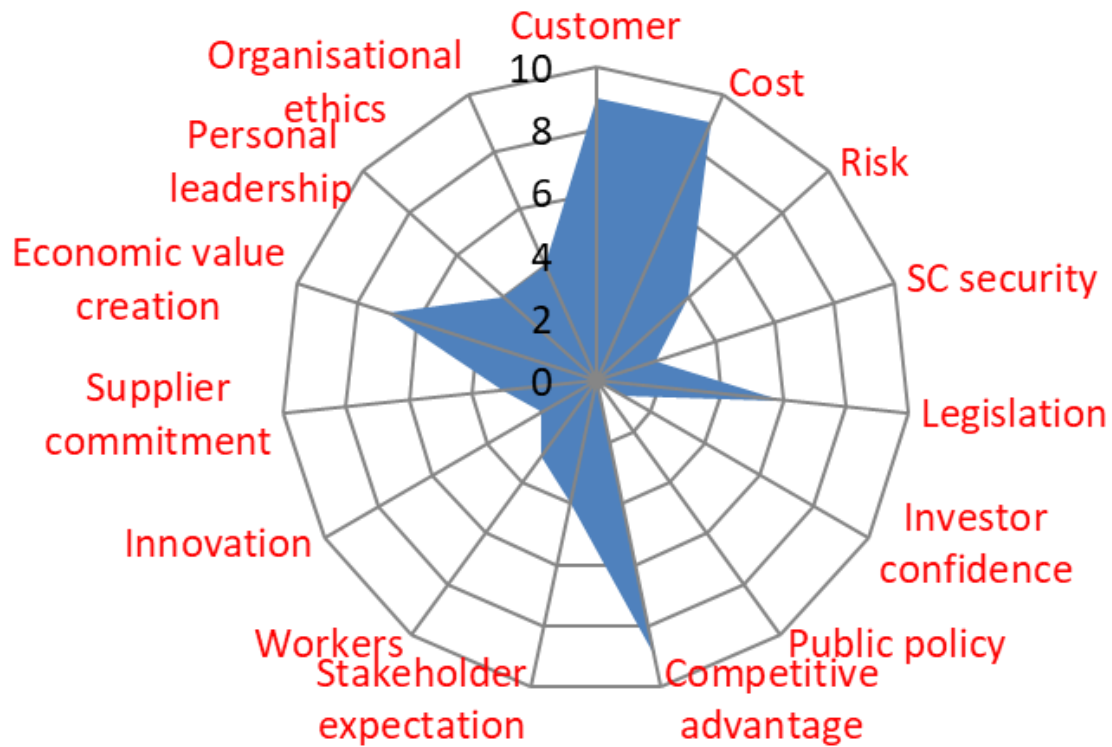 Customer
Cost
Risk
SC security
Legislation
Investor
confidence
Public policy
Competitive
advantage
Stakeholder
expectation
Workers
Innovation
Supplier
commitment
Economic value
creation
Personal
leadership
Organisational
ethics
10
8
6
4
2
0